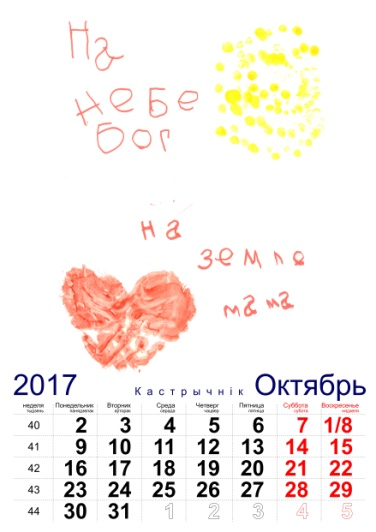 На
небе
бог
на
земле
мама
2017 Кастрычнік Октябрь
неделя Понедельник Вторник Среда Четверг Пятница Суббота Воскресенье
тыдзень панядзелак аўторак серада чацвер пятніца субота нядзеля
40 2 3 4 5 6 7 1/8
41 9 10 11 12 13 14 15
42 16 17 18 19 20 21 22
43 23 24 25 26 27 28 29
44 30 31 1 2 3 4 5